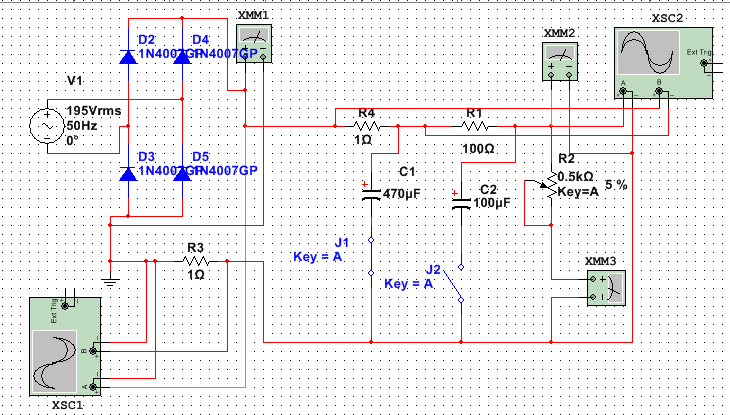 XMM1
XSC2
D2
D4
1N4007GP
1N4007GP
XMM2
Ext Trig
+
A
B
V1
195Vrms
50Hz
0°
R4
1Ω
R1
100Ω
D3
D5
1N4007GP
1N4007GP
C1
470µF
C2
100µF
R2
0.5kΩ
Key=A
5 %
R3
1Ω
J1
Key = A
J2
Key = A
XMM3
Ext Trig
B
A
XSC1